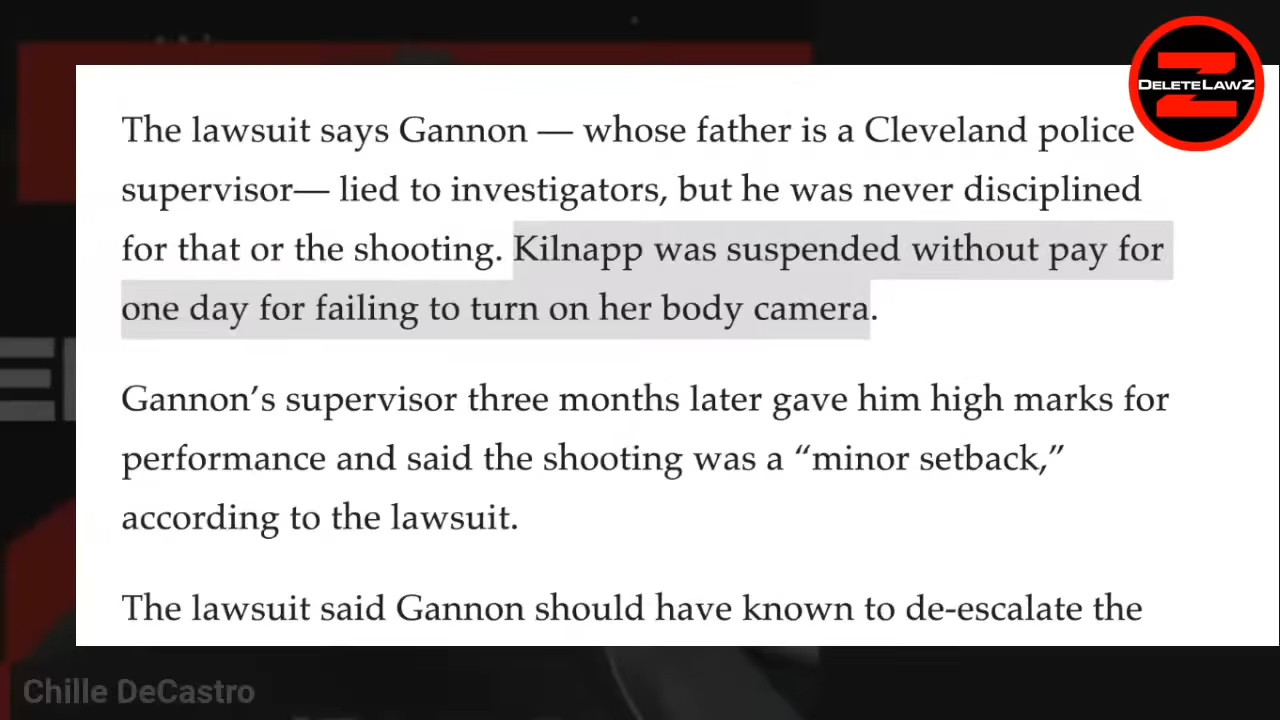 DELETELAWZ
The lawsuit says Gannon — whose father is a Cleveland police
supervisor— lied to investigators, but he was never disciplined
for that or the shooting. Kilnapp was suspended without pay for
one day for failing to turn on her body camera.
Gannon’s supervisor three months later gave him high marks for
performance and said the shooting was a “minor setback,”
according to the lawsuit.
The lawsuit said Gannon should have known to de-escalate the
Chille DeCastro